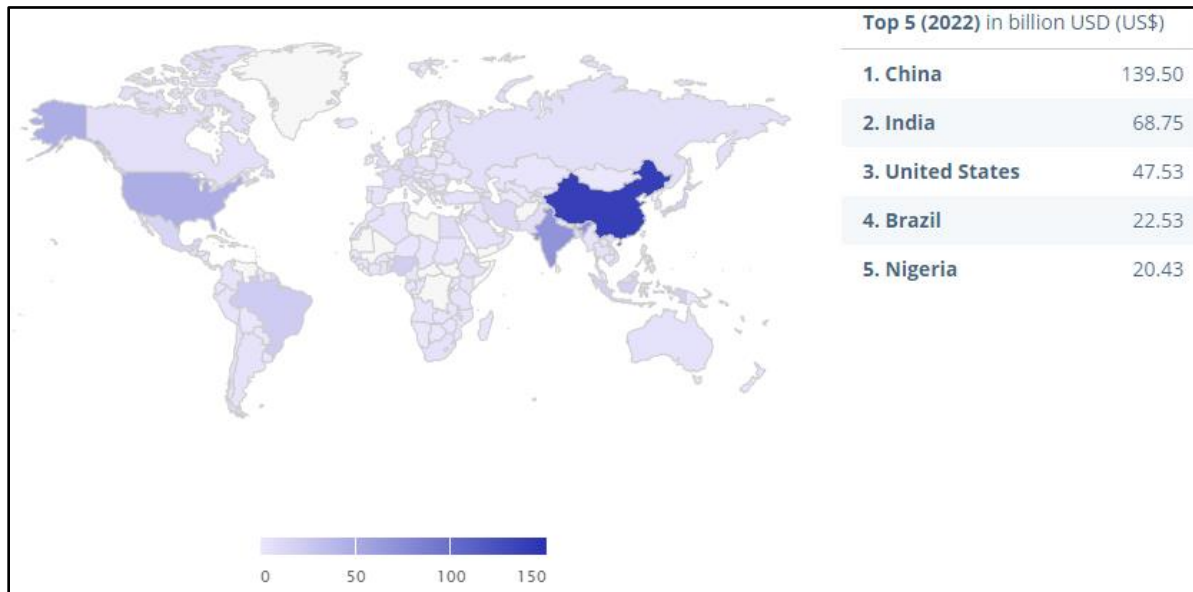 Top 5 (2022) in billion USD (US$)
1. China 139.50
2. India 68.75
3. United States 47.53
4. Brazil 22.53
5. Nigeria 20.43
0 50 100 150